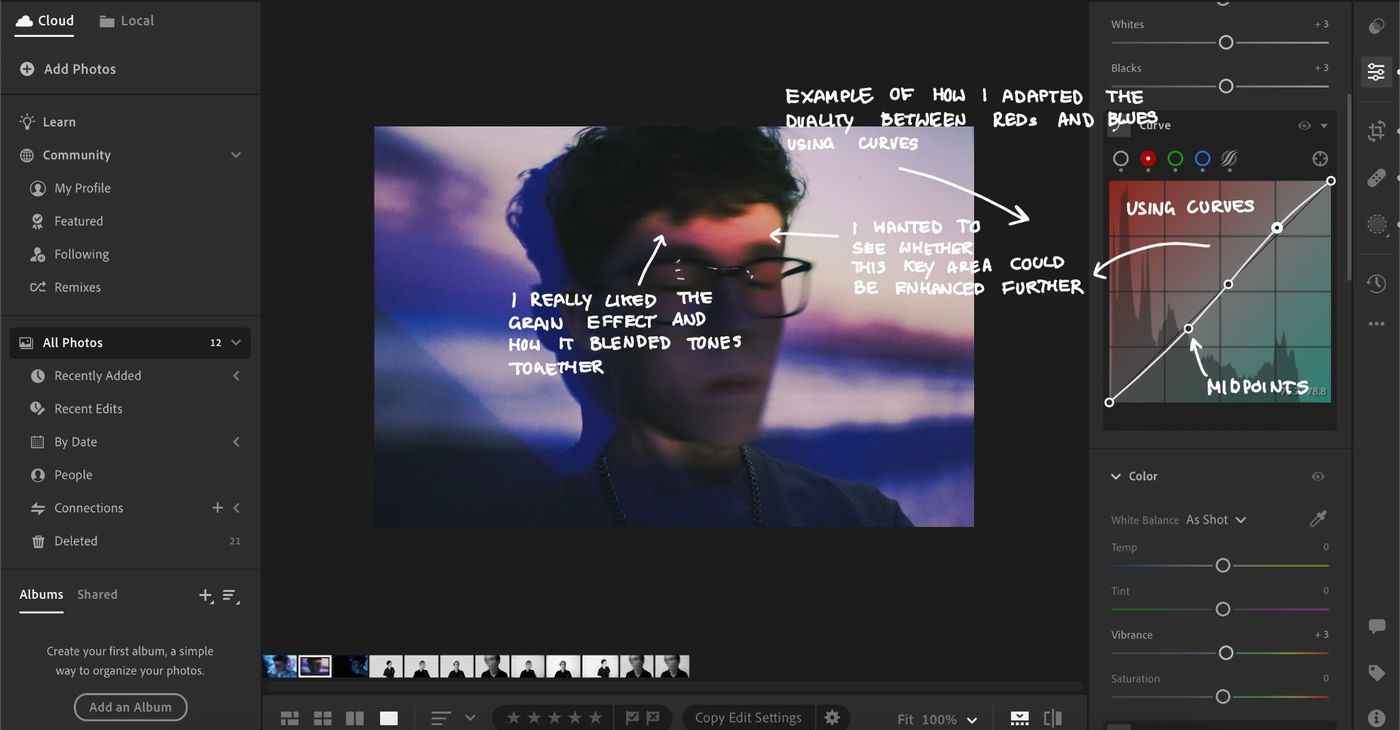 Cloud
Local
Add Photos
Learn
Community
My Profile
Featured
Following
Remixes
All Photos 12
Recently Added
Recent Edits
By Date
People
Connections
Deleted 21
Albums Shared
Create your first album, a simple
way to organize your photos.
Add an Album
EXAMPLE OF HOW I ADAPTED THE
DUALITY BETWEEN REDS AND BLUES
USING CURVES
I WANTED TO
SEE WHETHER
THIS KEY AREA COULD
BE ENHANCED FURTHER
I REALLY LIKED THE
GRAIN EFFECT AND
HOW IT BLENDED TONES
TOGETHER
Copy Edit Settings
Fit 100%
Whites +3
Blacks +3
Curve
USING CURVES
MIDPOINTS
Color
White Balance As Shot
Temp 0
Tint 0
Vibrance +3
Saturation 0